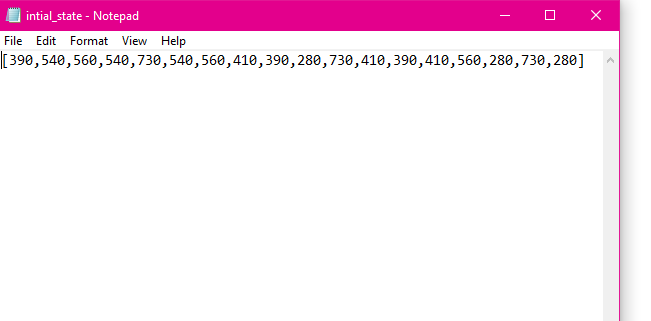 intial_state - Notepad
File Edit Format View Help
[390,540,560,540,730,540,560,410,390,280,730,410,390,410,560,280,730,280]